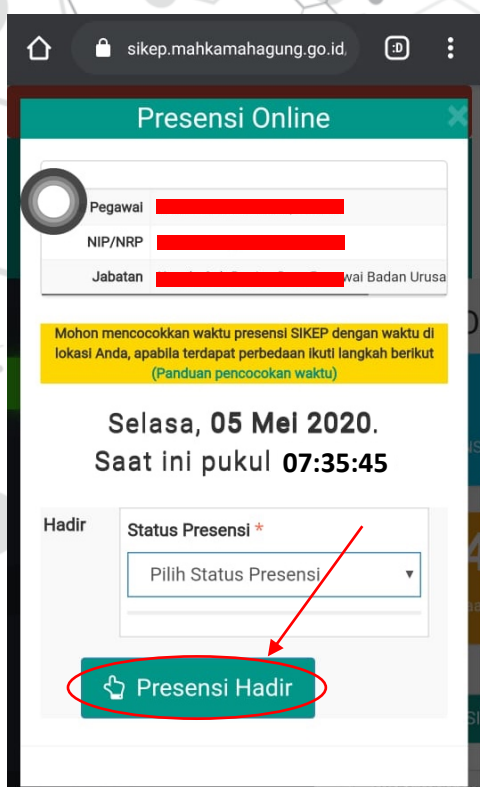 sikep.mahkamahagung.go.id
:D
Presensi Online
Pegawai
NIP/NRP
Jabatan wai Badan Urusa
Mohon mencocokkan waktu presensi SIKEP dengan waktu di
lokasi Anda, apabila terdapat perbedaan ikuti langkah berikut
(Panduan pencocokan waktu)
Selasa, 05 Mei 2020.
Saat ini pukul 07:35:45
Hadir
Status Presensi *
Pilih Status Presensi
Presensi Hadir